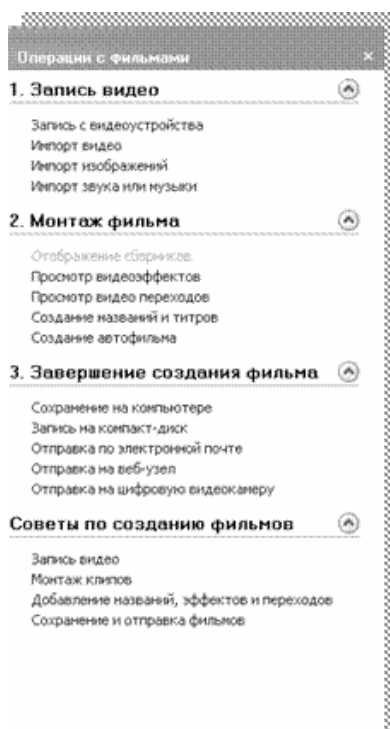 Операции с фильмами
1. Запись видео
Запись с видеоустройства
Импорт видео
Импорт изображений
Импорт звука или музыки
2. Монтаж фильма
Отображение сборников.
Просмотр видеоэффектов
Просмотр видео переходов
Создание названий и титров
Создание автофильма
3. Завершение создания фильма
Сохранение на компьютере
Запись на компакт-диск
Отправка по электронной почте
Отправка на веб-узел
Отправка на цифровую видеокамеру
Советы по созданию фильмов
Запись видео
Монтаж клипов
Добавление названий, эффектов и переходов
Сохранение и отправка фильмов